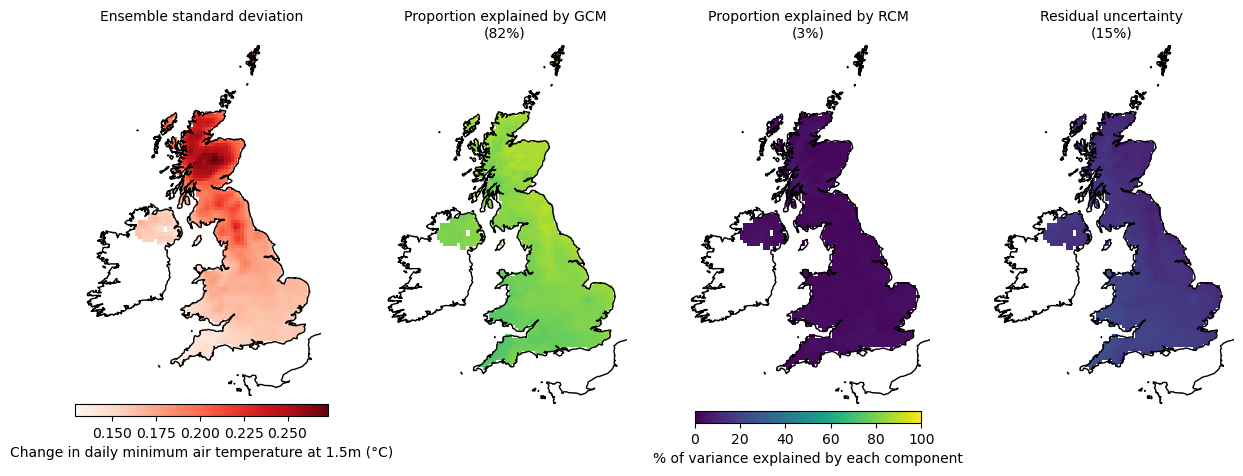 Ensemble standard deviation
Proportion explained by GCM
(82%)
Proportion explained by RCM
(3%)
Residual uncertainty
(15%)
0.150 0.175 0.200 0.225 0.250
Change in daily minimum air temperature at 1.5m (°C)
0 20 40 60 80 100
% of variance explained by each component